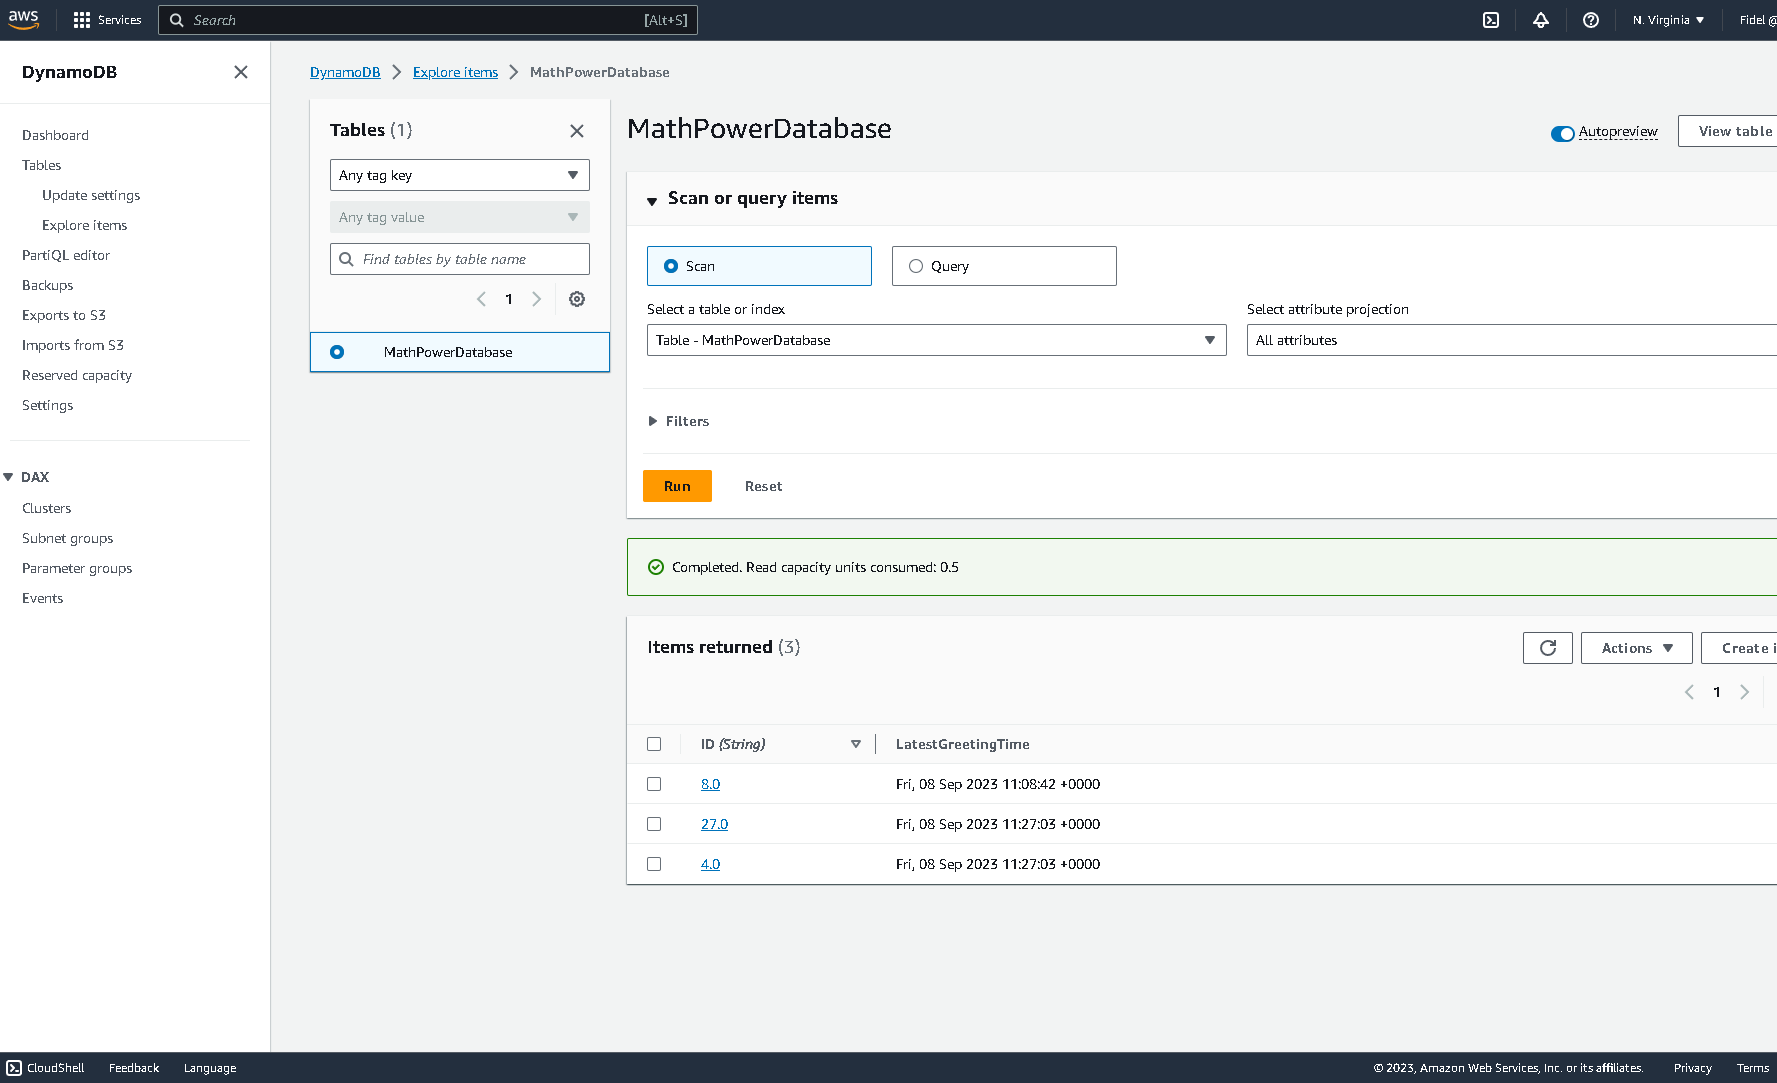 aws
Services
Search
[Alt+S]
N. Virginia
Fidel @
DynamoDB
Dashboard
Tables
Update settings
Explore items
PartiQL editor
Backups
Exports to S3
Imports from S3
Reserved capacity
Settings
DAX
Clusters
Subnet groups
Parameter groups
Events
DynamoDB
Explore items
MathPowerDatabase
Tables (1)
Any tag key
Any tag value
Find tables by table name
1
MathPowerDatabase
MathPowerDatabase
Autopreview
View table
Scan or query items
Scan
Query
Select a table or index
Select attribute projection
Table - MathPowerDatabase
All attributes
Filters
Run
Reset
Completed. Read capacity units consumed: 0.5
Items returned (3)
Actions
Create i
1
ID (String)
LatestGreetingTime
8.0
Fri, 08 Sep 2023 11:08:42 +0000
27.0
Fri, 08 Sep 2023 11:27:03 +0000
4.0
Fri, 08 Sep 2023 11:27:03 +0000
CloudShell
Feedback
Language
© 2023, Amazon Web Services, Inc. or its affiliates.
Privacy
Terms